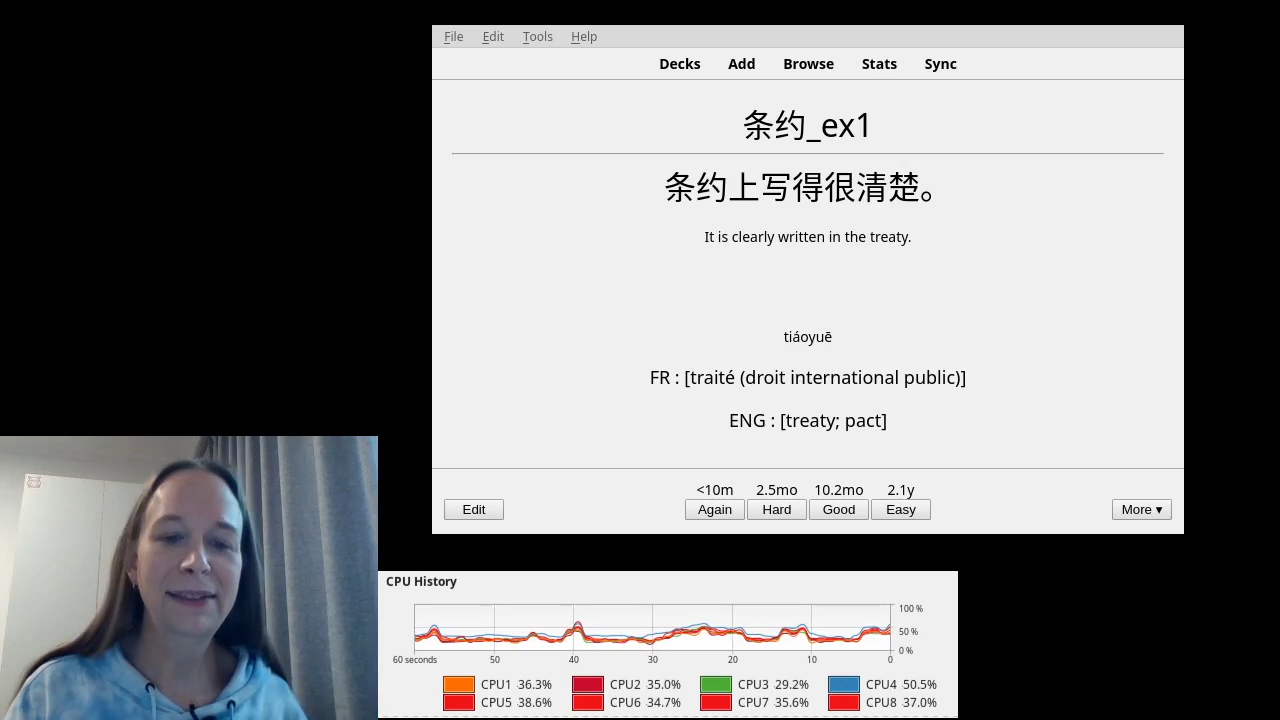 File Edit Tools Help
Decks Add Browse Stats Sync
条约_ex1
条约上写得很清楚。
It is clearly written in the treaty.
tiáoyuē
FR : [traité (droit international public)]
ENG : [treaty; pact]
<10m 2.5mo 10.2mo 2.1y
Edit Again Hard Good Easy More ▾
CPU History
100 %
50 %
0 %
60 seconds 50 40 30 20 10 0
CPU1 36.3% CPU2 35.0% CPU3 29.2% CPU4 50.5%
CPU5 38.6% CPU6 34.7% CPU7 35.6% CPU8 37.0%